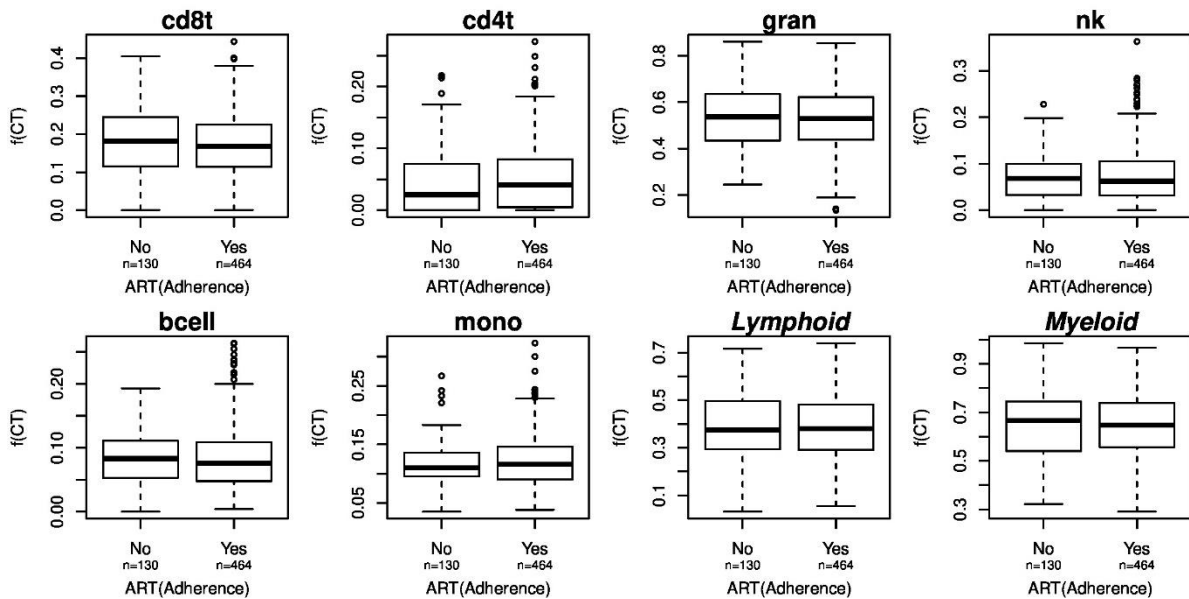 cd8t
f(CT)
0.0 0.1 0.2 0.3 0.4
No Yes
n=130 n=464
ART(Adherence)
cd4t
f(CT)
0.00 0.10 0.20
No Yes
n=130 n=464
ART(Adherence)
gran
f(CT)
0.2 0.4 0.6 0.8
No Yes
n=130 n=464
ART(Adherence)
nk
f(CT)
0.0 0.1 0.2 0.3
No Yes
n=130 n=464
ART(Adherence)
bcell
f(CT)
0.00 0.10 0.20
No Yes
n=130 n=464
ART(Adherence)
mono
f(CT)
0.05 0.15 0.25
No Yes
n=130 n=464
ART(Adherence)
Lymphoid
f(CT)
0.1 0.3 0.5 0.7
No Yes
n=130 n=464
ART(Adherence)
Myeloid
f(CT)
0.3 0.5 0.7 0.9
No Yes
n=130 n=464
ART(Adherence)